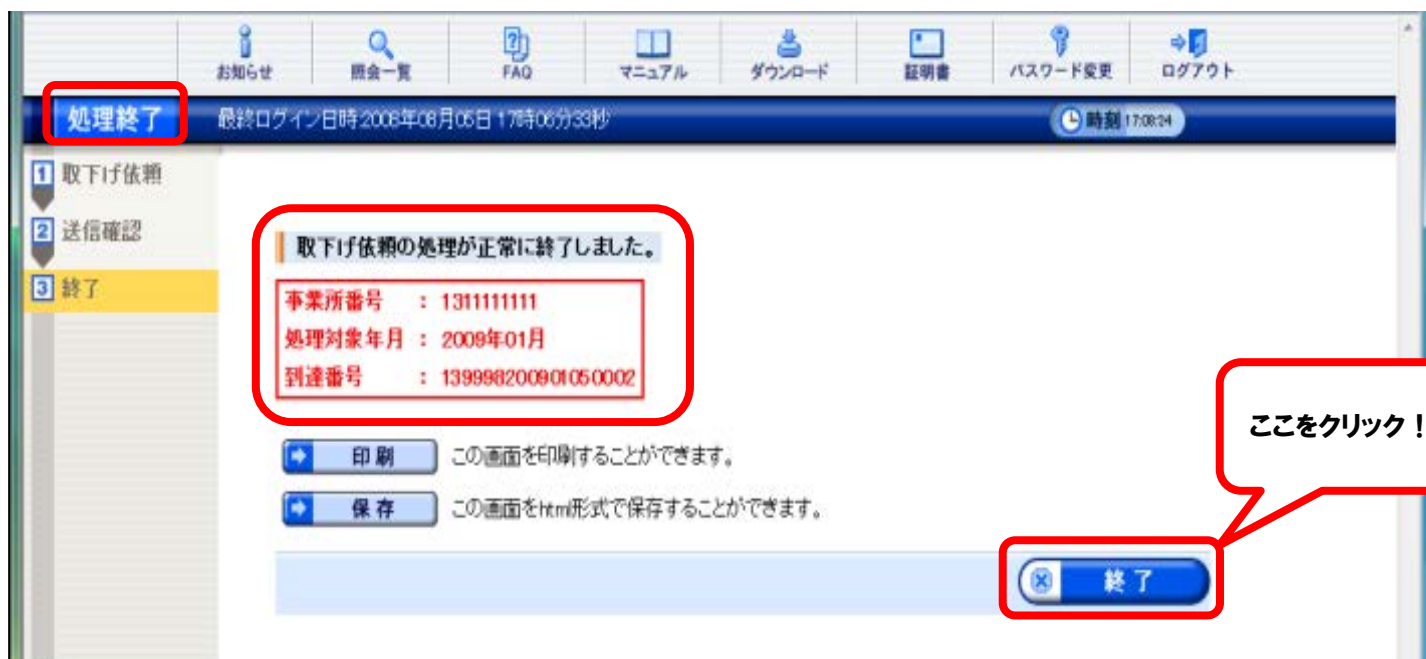 お知らせ 照会一覧 FAQ マニュアル ダウンロード 証明書 パスワード変更 ログアウト
処理終了 最終ログイン日時:2008年08月05日 17時06分33秒 時刻 17:08:34
1 取下げ依頼
2 送信確認
3 終了
取下げ依頼の処理が正常に終了しました。
事業所番号 : 1311111111
処理対象年月 : 2009年01月
到達番号 : 139998200901050002
ここをクリック！
印刷 この画面を印刷することができます。
保存 この画面をhtml形式で保存することができます。
終了